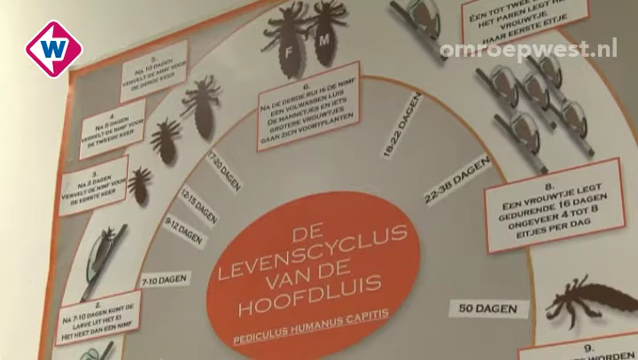 W
omroepwest.nl
DE
LEVENSCYCLUS
VAN DE
HOOFDLUIS
PEDICULUS HUMANUS CAPITIS
2.
NA 7-10 DAGEN KOMT DE
LARVE UIT HET EI
HET HEET DAN EEN NIMF
3.
NA 2 DAGEN
VERVELT DE NIMF VOOR
DE EERSTE KEER
4.
NA 5 DAGEN
VERVELT DE NIMF VOOR
DE TWEEDE KEER
5.
NA 10 DAGEN
VERVELT DE NIMF VOOR
DE DERDE KEER
F
M
6.
NA DE DERDE RUI IS DE NIMF
EEN VOLWASSEN LUIS
DE MANNETJES EN IETS
GROTERE VROUWTJES
GAAN ZICH VOORTPLANTEN
EEN TOT TWEE
HET PAREN LEGT HET
VROUWTJE
HAAR EERSTE EITJE
8.
EEN VROUWTJE LEGT
GEDURENDE 16 DAGEN
ONGEVEER 4 TOT 8
EITJES PER DAG
9.
WORDEN
7-10 DAGEN
9-12 DAGEN
12-15 DAGEN
17-20 DAGEN
18-22 DAGEN
22-38 DAGEN
50 DAGEN